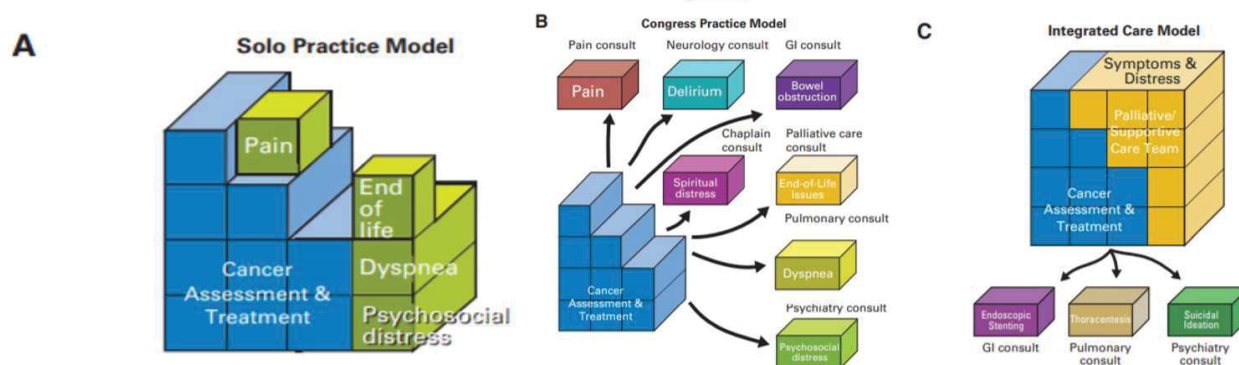 A
Solo Practice Model
Pain
End
of
life
Cancer
Assessment &
Treatment
Dyspnea
Psychosocial
distress
B
Congress Practice Model
Pain consult
Neurology consult
GI consult
Pain
Delirium
Bowel
obstruction
Chaplain
consult
Palliative care
consult
Spiritual
distress
End-of-Life
Issues
Pulmonary consult
Dyspnea
Cancer
Assessment &
Treatment
Psychiatry consult
Psychosocial
distress
C
Integrated Care Model
Symptoms &
Distress
Palliative/
Supportive
Care Team
Cancer
Assessment &
Treatment
Endoscopic
Stenting
Thoracentesis
Suicidal
Ideation
GI consult
Pulmonary
consult
Psychiatry
consult